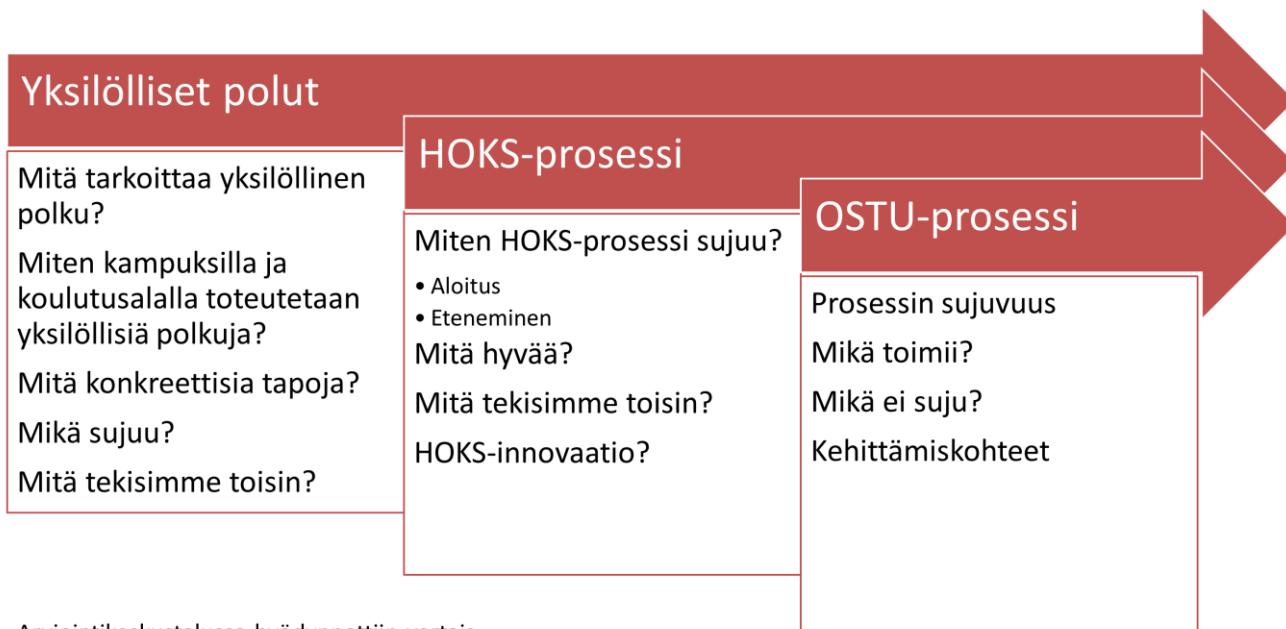 Yksilölliset polut
Mitä tarkoittaa yksilöllinen
polku?
Miten kampuksilla ja
koulutusalalla toteutetaan
yksilöllisiä polkuja?
Mitä konkreettisia tapoja?
Mikä sujuu?
Mitä tekisimme toisin?
HOKS-prosessi
Miten HOKS-prosessi sujuu?
• Aloitus
• Eteneminen
Mitä hyvää?
Mitä tekisimme toisin?
HOKS-innovaatio?
OSTU-prosessi
Prosessin sujuvuus
Mikä toimii?
Mikä ei suju?
Kehittämiskohteet